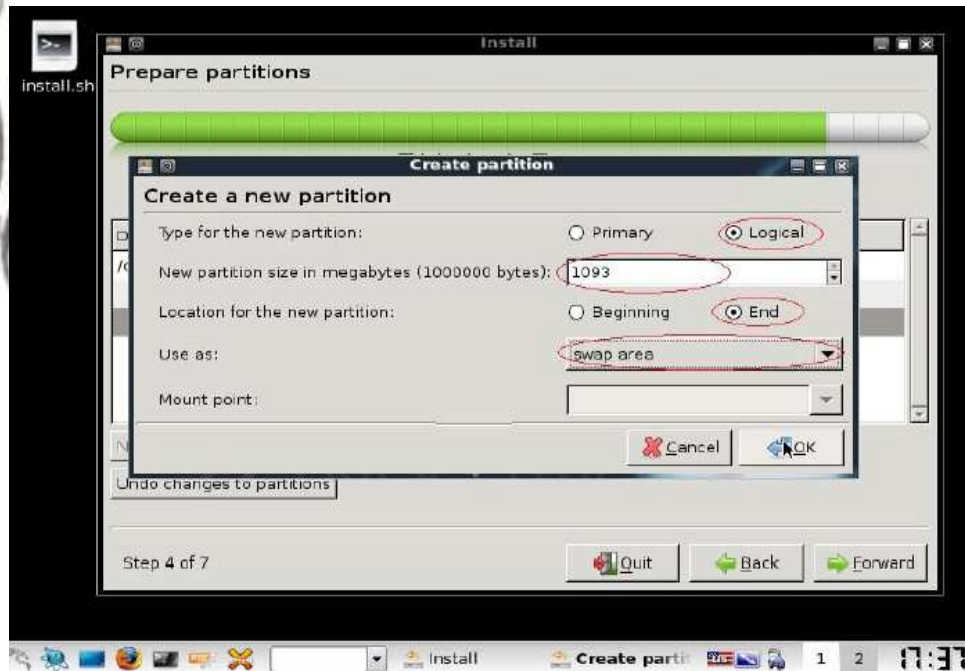 install.sh
Install
Prepare partitions
Create partition
Create a new partition
Type for the new partition:
Primary
Logical
New partition size in megabytes (1000000 bytes):
1093
Location for the new partition:
Beginning
End
Use as:
swap area
Mount point:
Cancel
OK
Undo changes to partitions
Step 4 of 7
Quit
Back
Forward
Install
Create parti
1
2
17:37